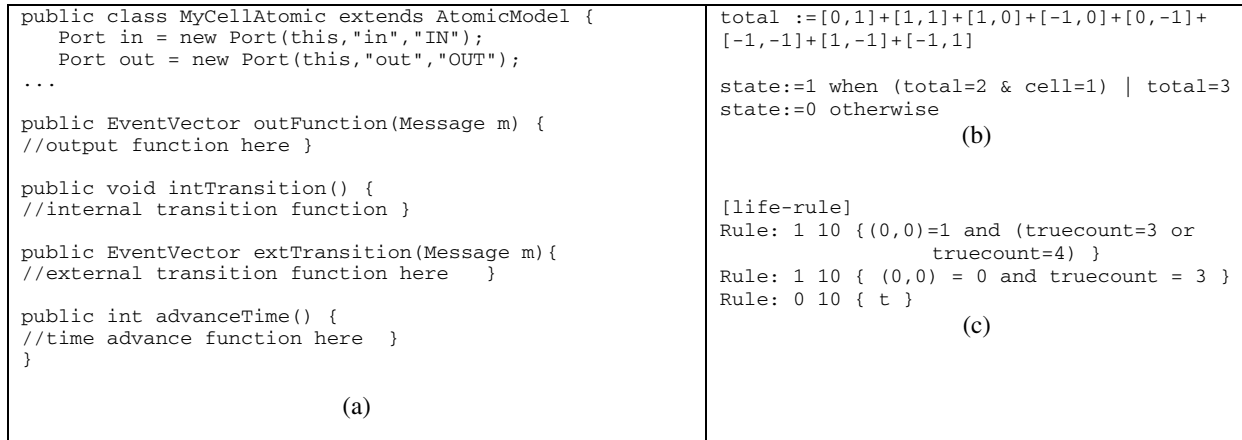 public class MyCellAtomic extends AtomicModel {
   Port in = new Port(this,"in","IN");
   Port out = new Port(this,"out","OUT");
...
public EventVector outFunction(Message m) {
//output function here }
public void intTransition() {
//internal transition function }
public EventVector extTransition(Message m){
//external transition function here   }
public int advanceTime() {
//time advance function here  }
}
(a)
total :=[0,1]+[1,1]+[1,0]+[-1,0]+[0,-1]+
[-1,-1]+[1,-1]+[-1,1]
state:=1 when (total=2 & cell=1) | total=3
state:=0 otherwise
(b)
[life-rule]
Rule: 1 10 {(0,0)=1 and (truecount=3 or
truecount=4) }
Rule: 1 10 { (0,0) = 0 and truecount = 3 }
Rule: 0 10 { t }
(c)